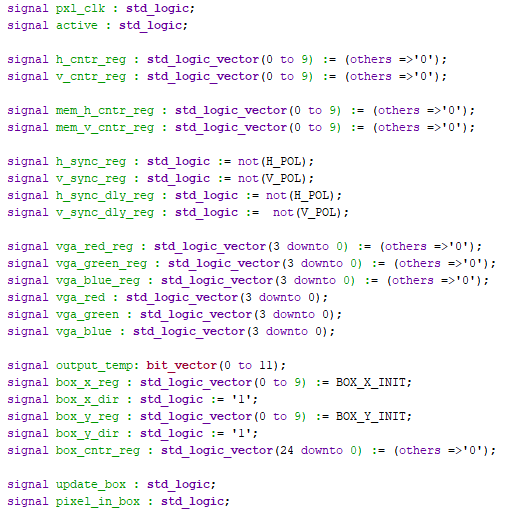 signal pxl_clk : std_logic;
signal active : std_logic;
signal h_cntr_reg : std_logic_vector(0 to 9) := (others =>'0');
signal v_cntr_reg : std_logic_vector(0 to 9) := (others =>'0');
signal mem_h_cntr_reg : std_logic_vector(0 to 9) := (others =>'0');
signal mem_v_cntr_reg : std_logic_vector(0 to 9) := (others =>'0');
signal h_sync_reg : std_logic := not(H_POL);
signal v_sync_reg : std_logic := not(V_POL);
signal h_sync_dly_reg : std_logic := not(H_POL);
signal v_sync_dly_reg : std_logic :=  not(V_POL);
signal vga_red_reg : std_logic_vector(3 downto 0) := (others =>'0');
signal vga_green_reg : std_logic_vector(3 downto 0) := (others =>'0');
signal vga_blue_reg : std_logic_vector(3 downto 0) := (others =>'0');
signal vga_red : std_logic_vector(3 downto 0);
signal vga_green : std_logic_vector(3 downto 0);
signal vga_blue : std_logic_vector(3 downto 0);
signal output_temp: bit_vector(0 to 11);
signal box_x_reg : std_logic_vector(0 to 9) := BOX_X_INIT;
signal box_x_dir : std_logic := '1';
signal box_y_reg : std_logic_vector(0 to 9) := BOX_Y_INIT;
signal box_y_dir : std_logic := '1';
signal box_cntr_reg : std_logic_vector(24 downto 0) := (others =>'0');
signal update_box : std_logic;
signal pixel_in_box : std_logic;